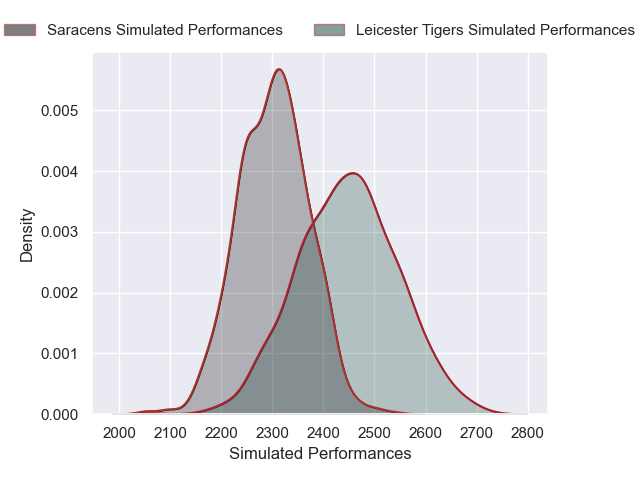 Saracens Simulated Performances
Leicester Tigers Simulated Performances
0.005
0.004
0.003
0.002
0.001
0.000
Density
2000 2100 2200 2300 2400 2500 2600 2700 2800
Simulated Performances